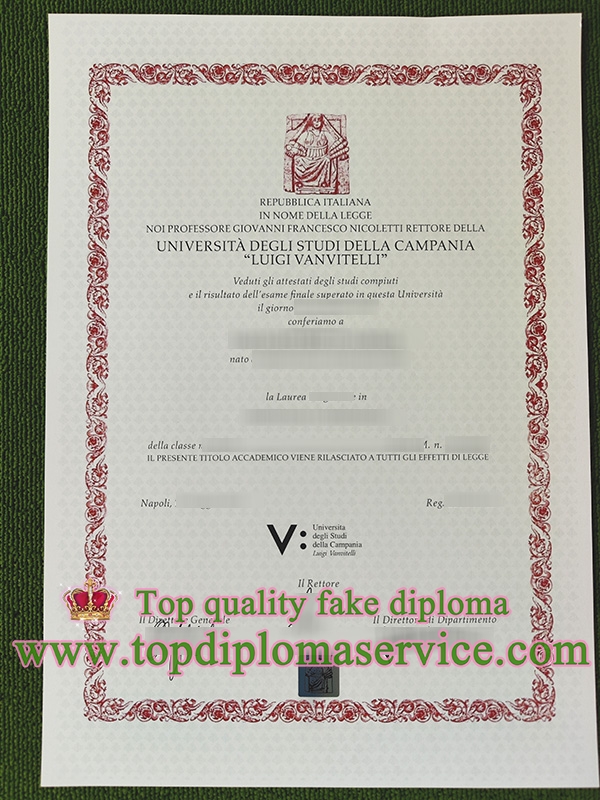 REPUBBLICA ITALIANA
IN NOME DELLA LEGGE
NOI PROFESSORE GIOVANNI FRANCESCO NICOLETTI RETTORE DELLA
UNIVERSITÀ DEGLI STUDI DELLA CAMPANIA
“LUIGI VANVITELLI”
Veduti gli attestati degli studi compiuti
e il risultato dell'esame finale superato in questa Università
il giorno
conferiamo a
nato
la Laurea in
della classe M. n.
IL PRESENTE TITOLO ACCADEMICO VIENE RILASCIATO A TUTTI GLI EFFETTI DI LEGGE
Napoli, Reg.
V:
Università
degli Studi
della Campania
Luigi Vanvitelli
Il Rettore
Top quality fake diploma
Il Direttore Generale Il Direttore di Dipartimento
www.topdiplomaservice.com